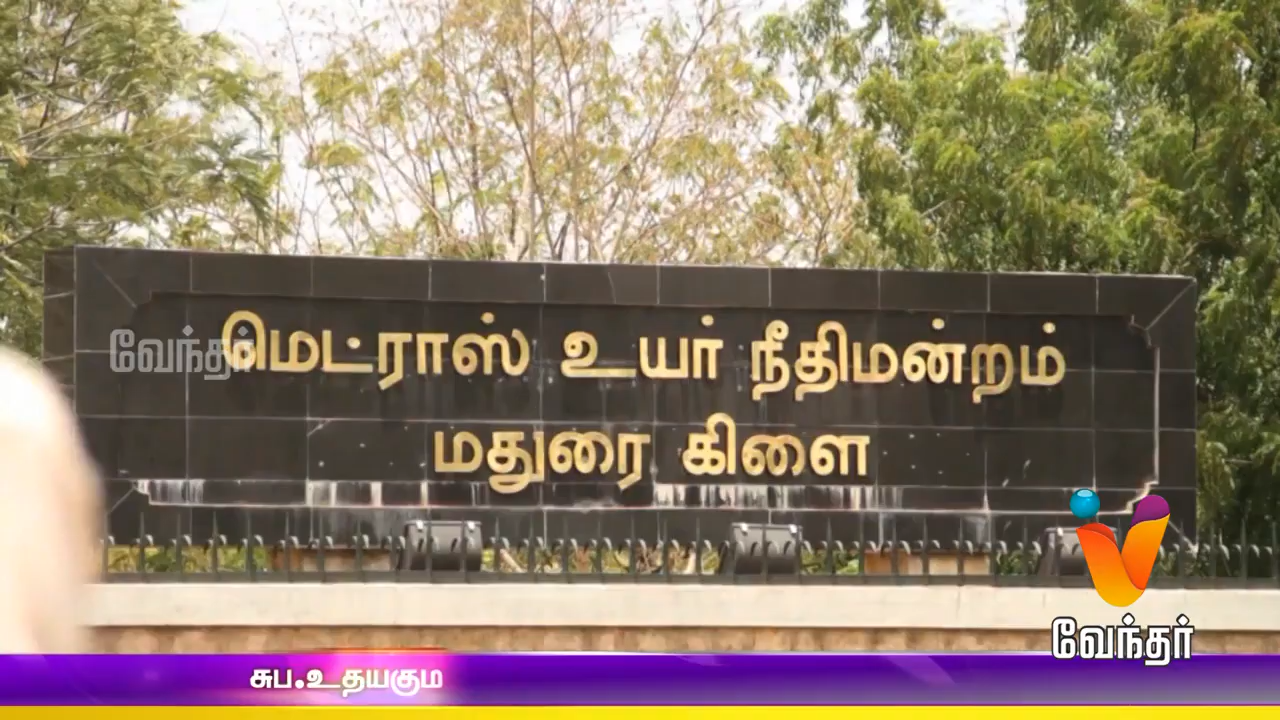 மெட்ராஸ் உயர் நீதிமன்றம்
வேந்தர்
மதுரை கிளை
வேந்தர்
சுப.உதயகும